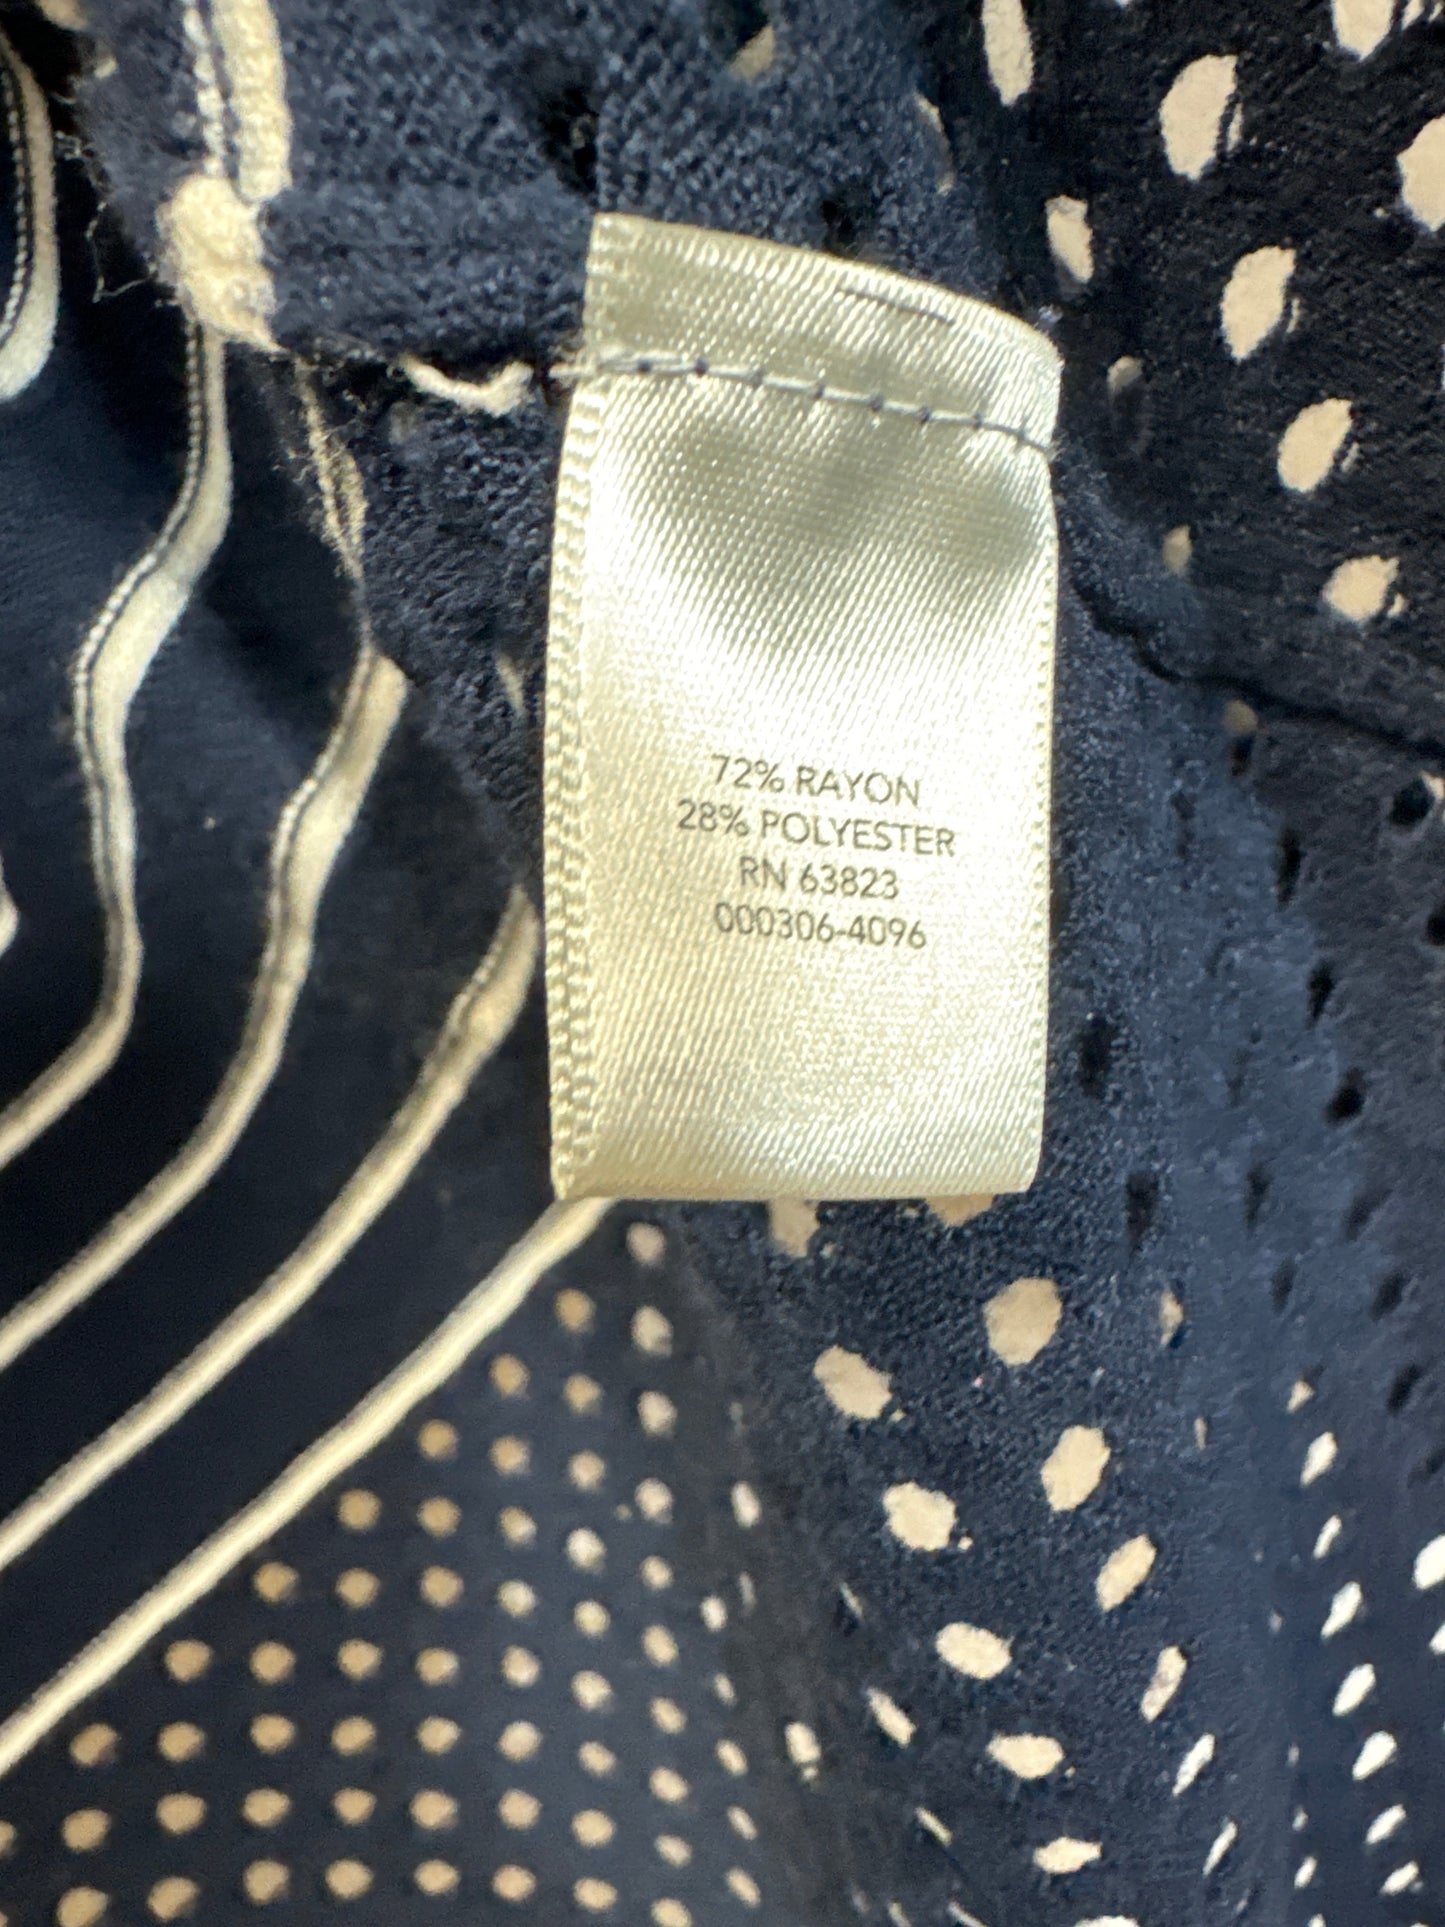 72% RAYON
28% POLYESTER
RN 63823
000306-4096